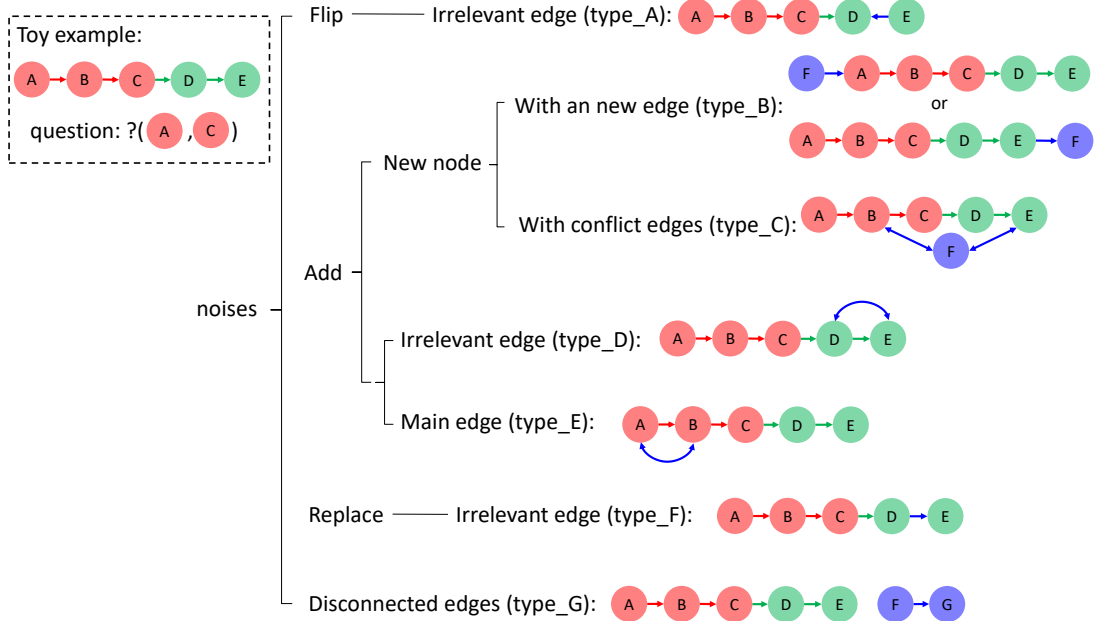 Toy example:
A B C D E
question: ?( A , C )
noises
Flip
Irrelevant edge (type_A):
A B C D E
Add
New node
With an new edge (type_B):
F A B C D E
or
A B C D E F
With conflict edges (type_C):
A B C D E
F
Irrelevant edge (type_D):
A B C D E
Main edge (type_E):
A B C D E
Replace
Irrelevant edge (type_F):
A B C D E
Disconnected edges (type_G):
A B C D E F G